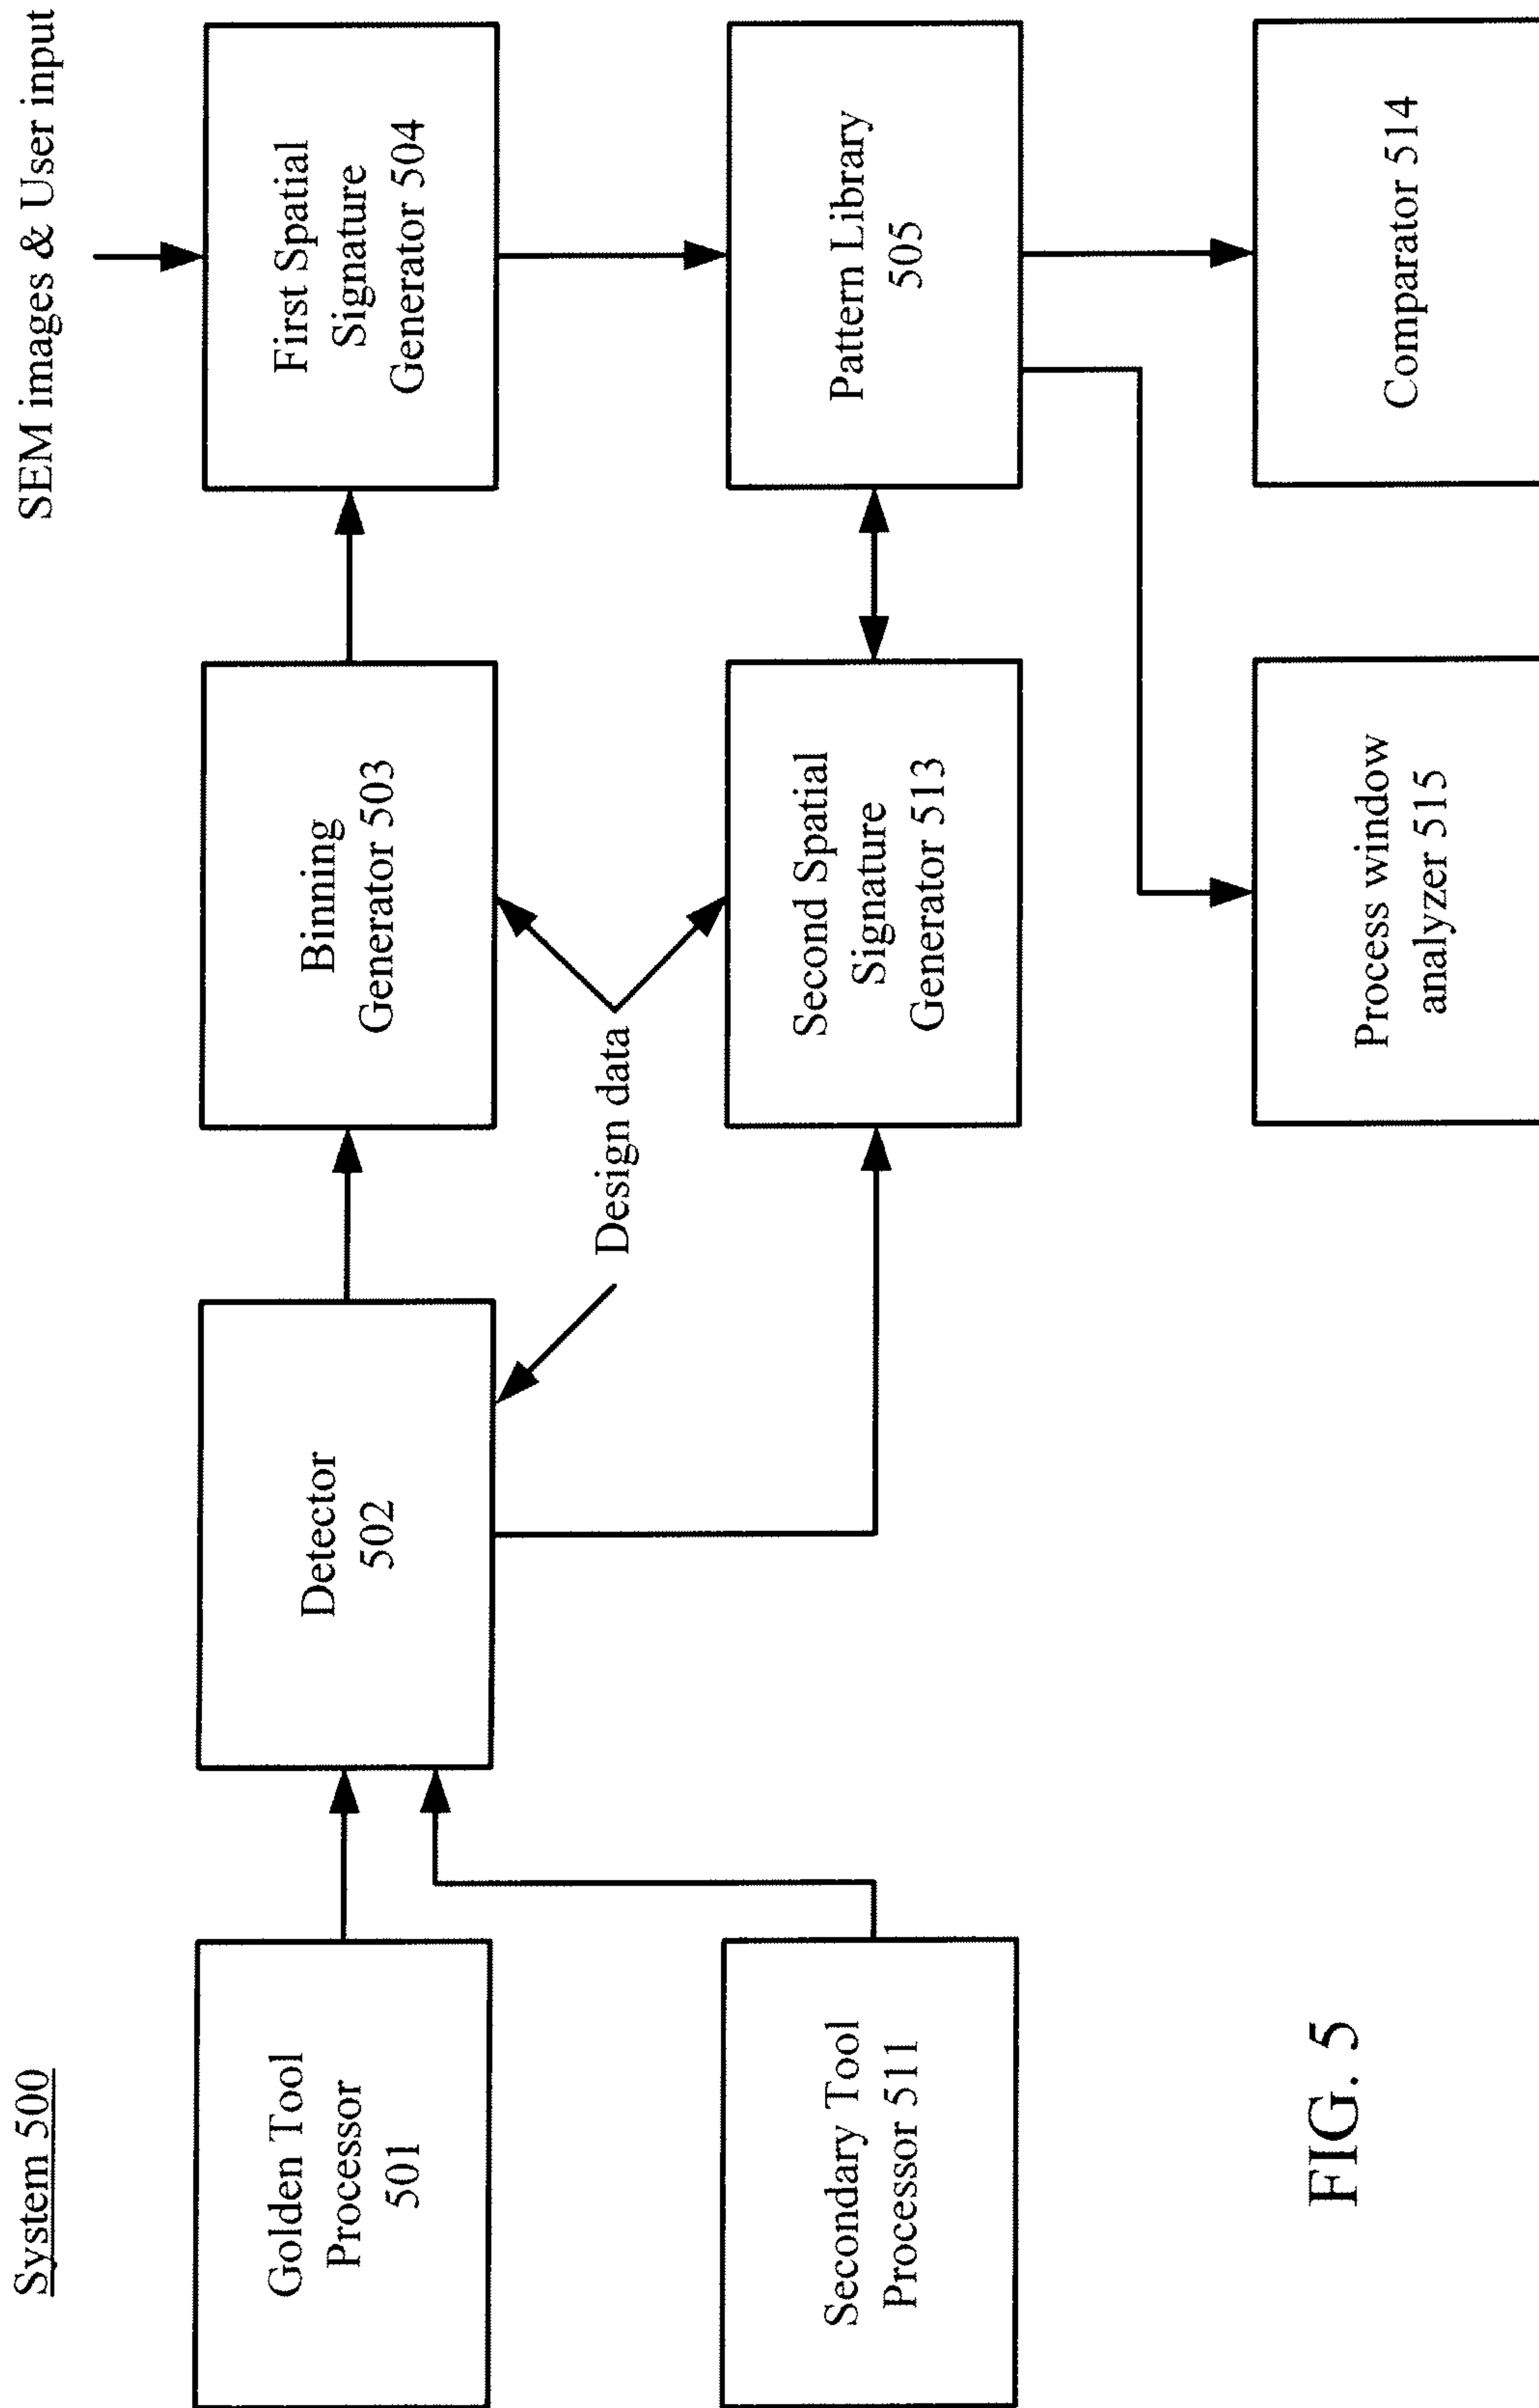 System 500
SEM images & User input
Golden Tool
Processor
501
Detector
502
Binning
Generator 503
First Spatial
Signature
Generator 504
Design data
Secondary Tool
Processor 511
Second Spatial
Signature
Generator 513
Pattern Library
505
Process window
analyzer 515
Comparator 514
FIG. 5